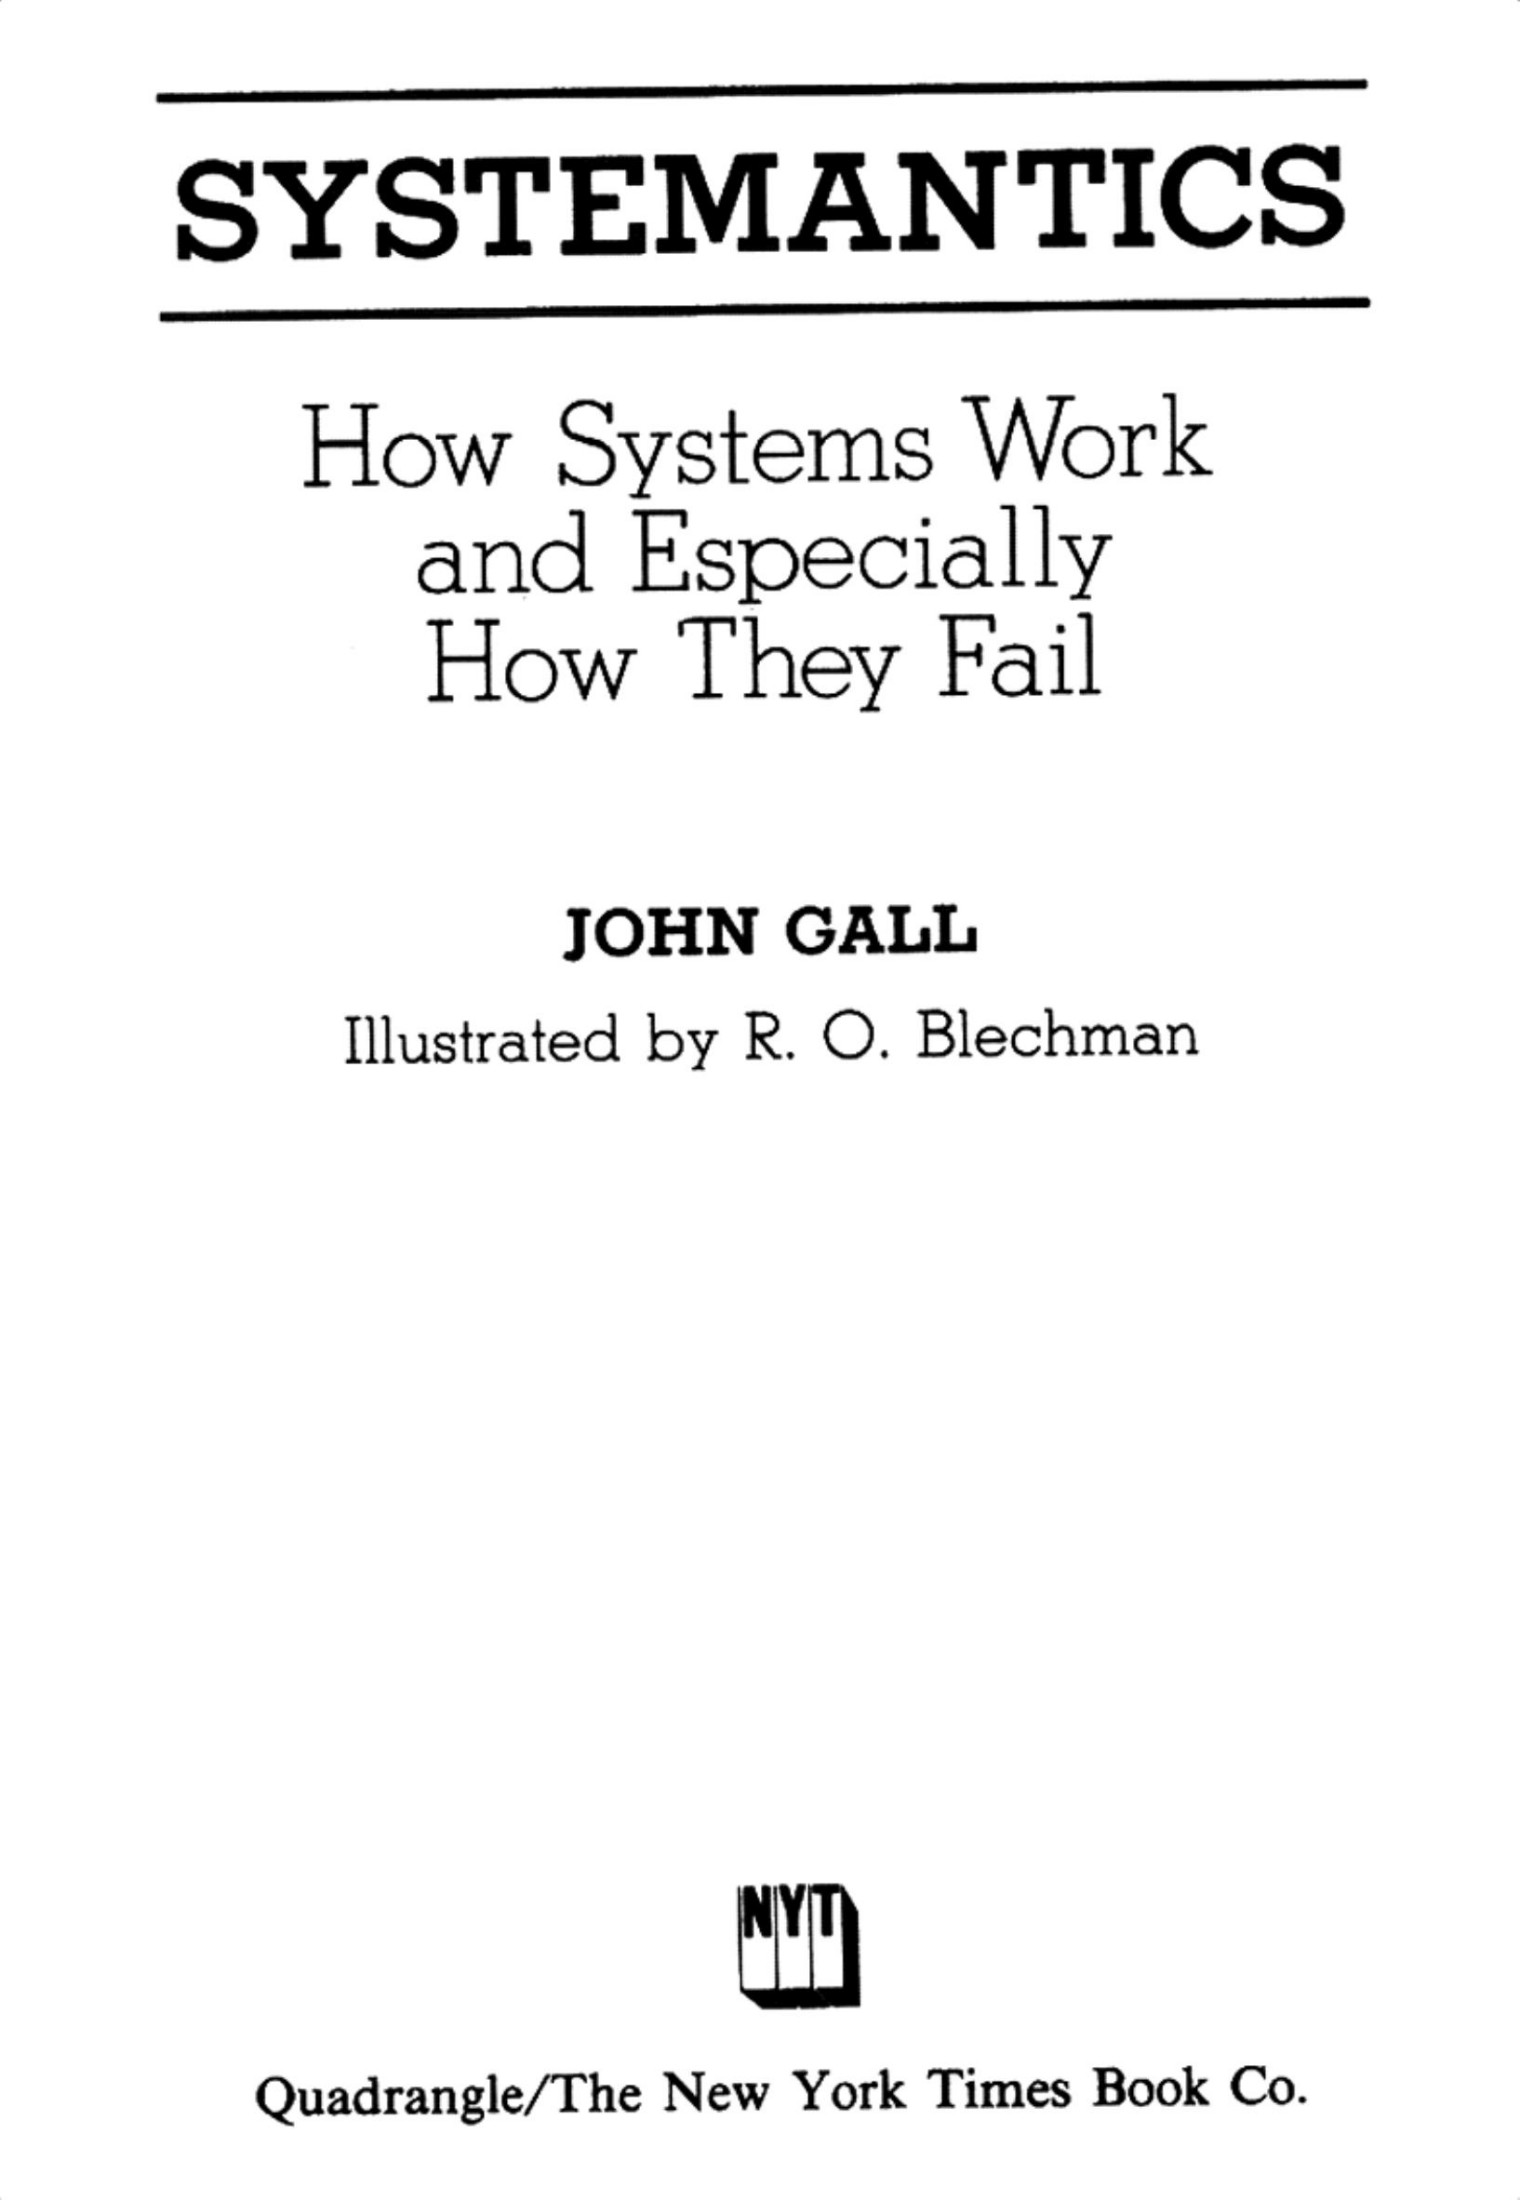 SYSTEMANTICS
How Systems Work
and Especially
How They Fail
JOHN GALL
Illustrated by R. O. Blechman
NYT
Quadrangle/The New York Times Book Co.